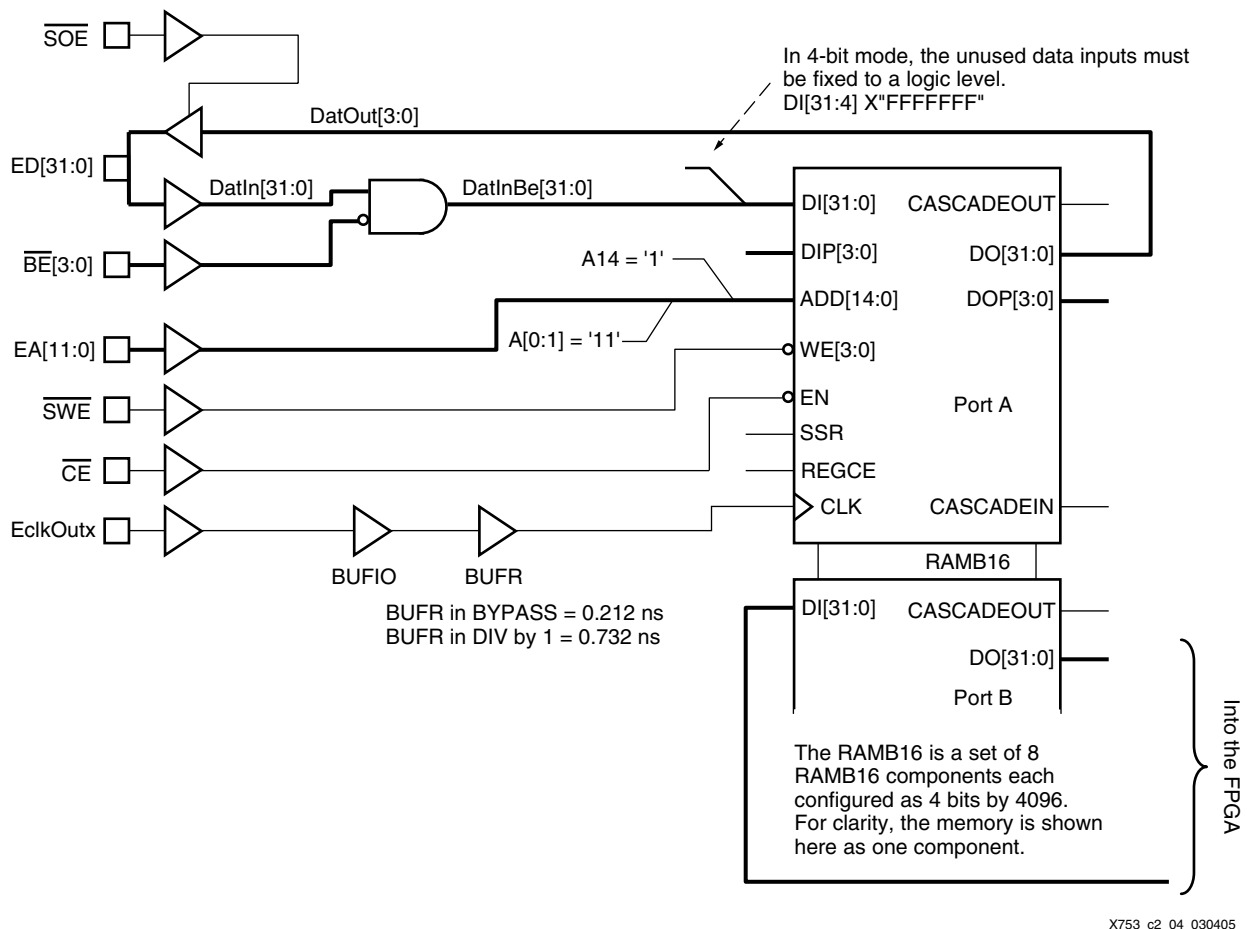 SOE
In 4-bit mode, the unused data inputs must
be fixed to a logic level.
DI[31:4] X"FFFFFFF"
DatOut[3:0]
ED[31:0]
DatIn[31:0]
DatInBe[31:0]
BE[3:0]
A14 = '1'
EA[11:0]
A[0:1] = '11'
SWE
CE
EclkOutx
BUFIO
BUFR
BUFR in BYPASS = 0.212 ns
BUFR in DIV by 1 = 0.732 ns
DI[31:0]
CASCADEOUT
DIP[3:0]
DO[31:0]
ADD[14:0]
DOP[3:0]
WE[3:0]
EN
Port A
SSR
REGCE
CLK
CASCADEIN
RAMB16
DI[31:0]
CASCADEOUT
DO[31:0]
Port B
The RAMB16 is a set of 8
RAMB16 components each
configured as 4 bits by 4096.
For clarity, the memory is shown
here as one component.
Into the FPGA
X753_c2_04_030405